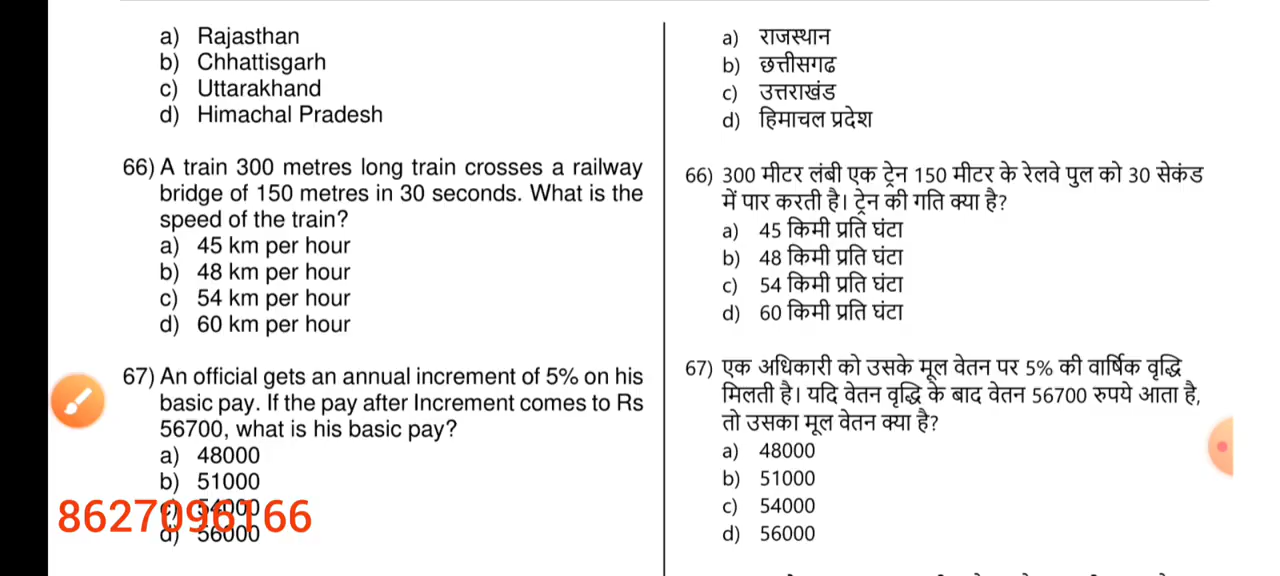 a) Rajasthan
b) Chhattisgarh
c) Uttarakhand
d) Himachal Pradesh
66) A train 300 metres long train crosses a railway
bridge of 150 metres in 30 seconds. What is the
speed of the train?
a) 45 km per hour
b) 48 km per hour
c) 54 km per hour
d) 60 km per hour
67) An official gets an annual increment of 5% on his
basic pay. If the pay after Increment comes to Rs
56700, what is his basic pay?
a) 48000
b) 51000
c) 54000
d) 56000
8627096166
a) राजस्थान
b) छत्तीसगढ
c) उत्तराखंड
d) हिमाचल प्रदेश
66) 300 मीटर लंबी एक ट्रेन 150 मीटर के रेलवे पुल को 30 सेकंड
में पार करती है। ट्रेन की गति क्या है?
a) 45 किमी प्रति घंटा
b) 48 किमी प्रति घंटा
c) 54 किमी प्रति घंटा
d) 60 किमी प्रति घंटा
67) एक अधिकारी को उसके मूल वेतन पर 5% की वार्षिक वृद्धि
मिलती है। यदि वेतन वृद्धि के बाद वेतन 56700 रुपये आता है,
तो उसका मूल वेतन क्या है?
a) 48000
b) 51000
c) 54000
d) 56000